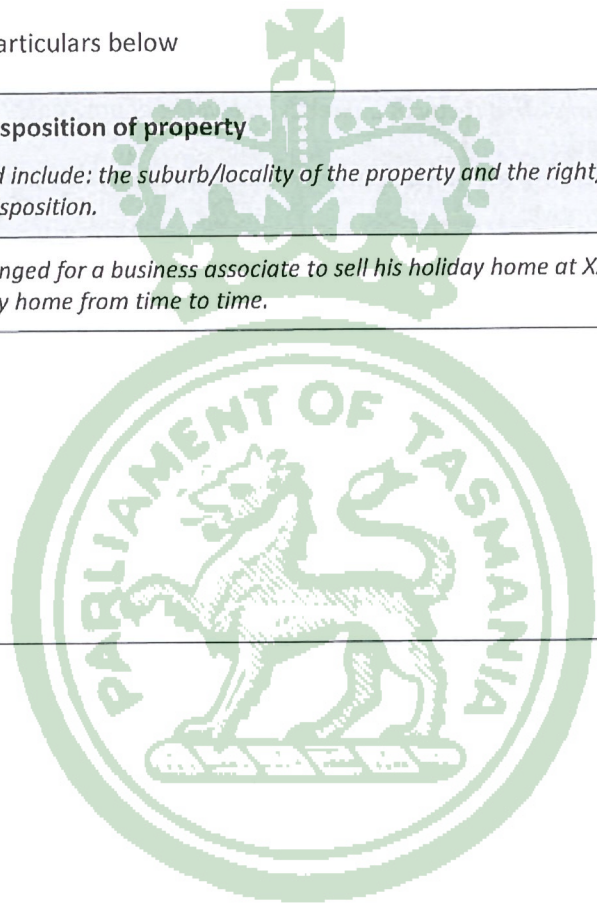 articulars below
sposition of property
d include: the suburb/locality of the property and the right,
sposition.
nged for a business associate to sell his holiday home at X
y home from time to time.
PARLIAMENT OF TASMANIA